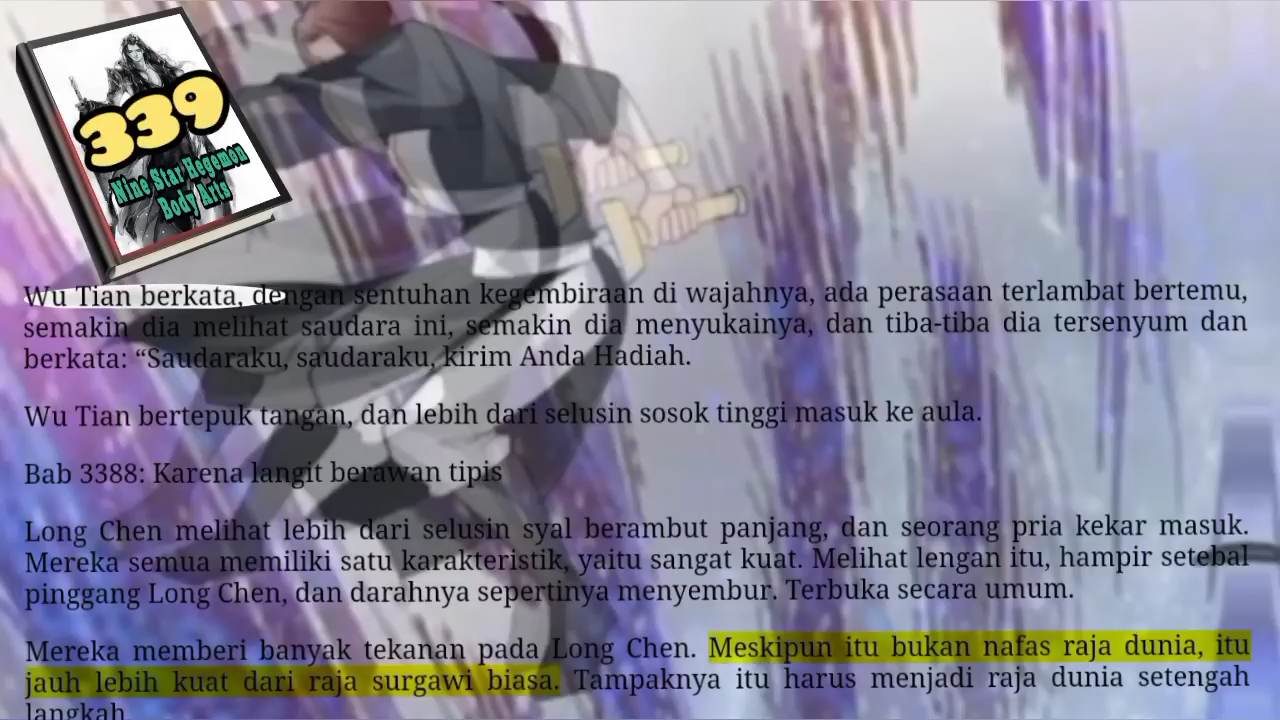 339
Nine Star Hegemon
Body Arts
Wu Tian berkata, dengan sentuhan kegembiraan di wajahnya, ada perasaan terlambat bertemu,
semakin dia melihat saudara ini, semakin dia menyukainya, dan tiba-tiba dia tersenyum dan
berkata: “Saudaraku, saudaraku, kirim Anda Hadiah.
Wu Tian bertepuk tangan, dan lebih dari selusin sosok tinggi masuk ke aula.
Bab 3388: Karena langit berawan tipis
Long Chen melihat lebih dari selusin syal berambut panjang, dan seorang pria kekar masuk.
Mereka semua memiliki satu karakteristik, yaitu sangat kuat. Melihat lengan itu, hampir setebal
pinggang Long Chen, dan darahnya sepertinya menyembur. Terbuka secara umum.
Mereka memberi banyak tekanan pada Long Chen. Meskipun itu bukan nafas raja dunia, itu
jauh lebih kuat dari raja surgawi biasa. Tampaknya itu harus menjadi raja dunia setengah
langkah